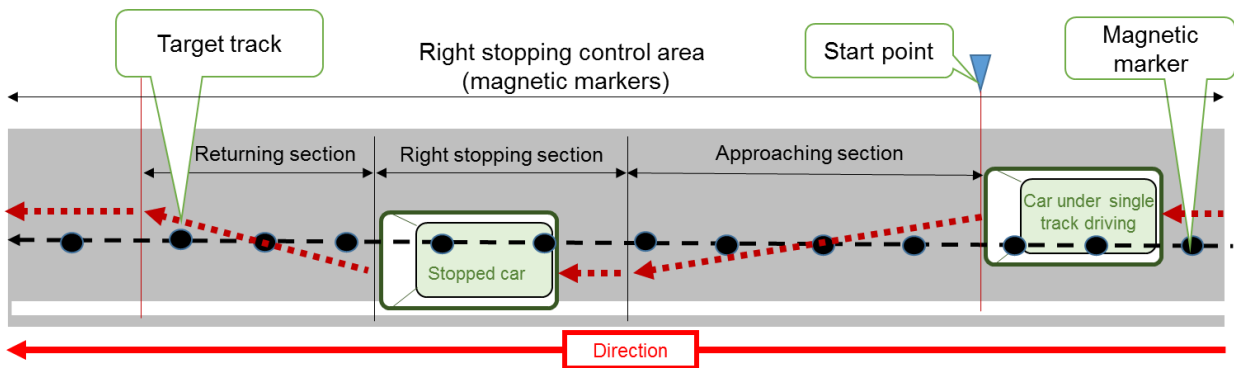 Target track
Right stopping control area
(magnetic markers)
Start point
Magnetic
marker
Returning section
Right stopping section
Approaching section
Stopped car
Car under single
track driving
Direction